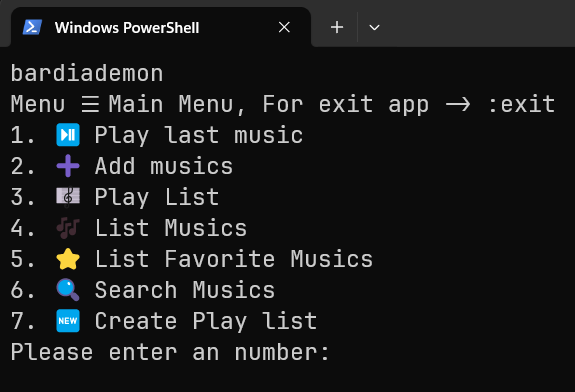 Windows PowerShell
bardiademon
Menu ☰ Main Menu, For exit app -> :exit
1. ⏯ Play last music
2. ➕ Add musics
3. 🎼 Play List
4. 🎶 List Musics
5. ⭐ List Favorite Musics
6. 🔍 Search Musics
7. 🆕 Create Play list
Please enter an number: